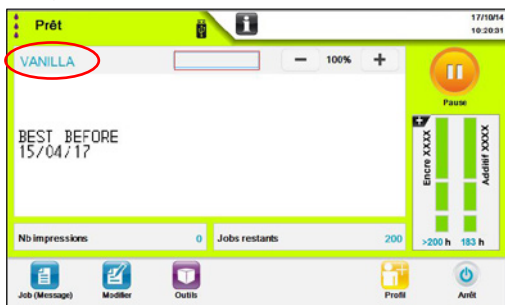 Prêt
17/10/14
10:20:31
VANILLA
− 100% +
Pause
BEST BEFORE
15/04/17
Encre XXXX
Additif XXXX
Nb impressions 0
Jobs restants 200
>200 h 183 h
Job (Message)
Modifier
Outils
Profil
Arrêt